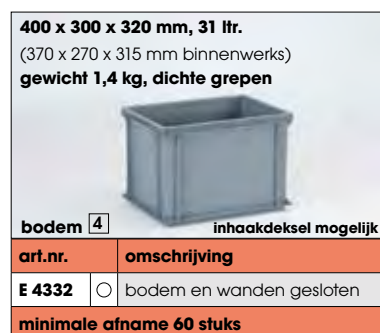 400 x 300 x 320 mm, 31 ltr.
(370 x 270 x 315 mm binnenwerks)
gewicht 1,4 kg, dichte grepen
bodem 4 inhaakdeksel mogelijk
art.nr. omschrijving
E 4332 bodem en wanden gesloten
minimale afname 60 stuks